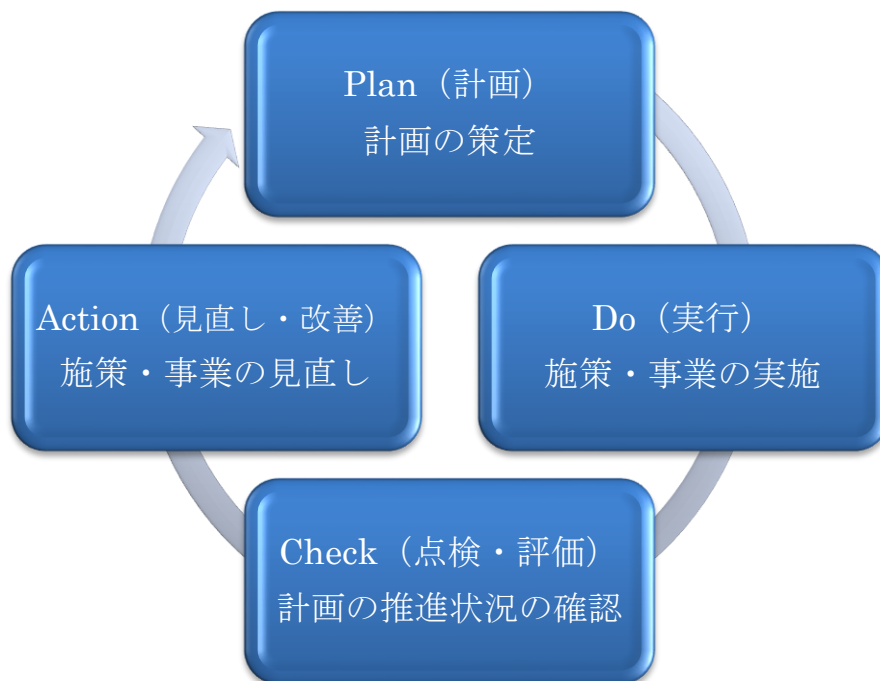 Plan（計画）
計画の策定
Do（実行）
施策・事業の実施
Check（点検・評価）
計画の推進状況の確認
Action（見直し・改善）
施策・事業の見直し